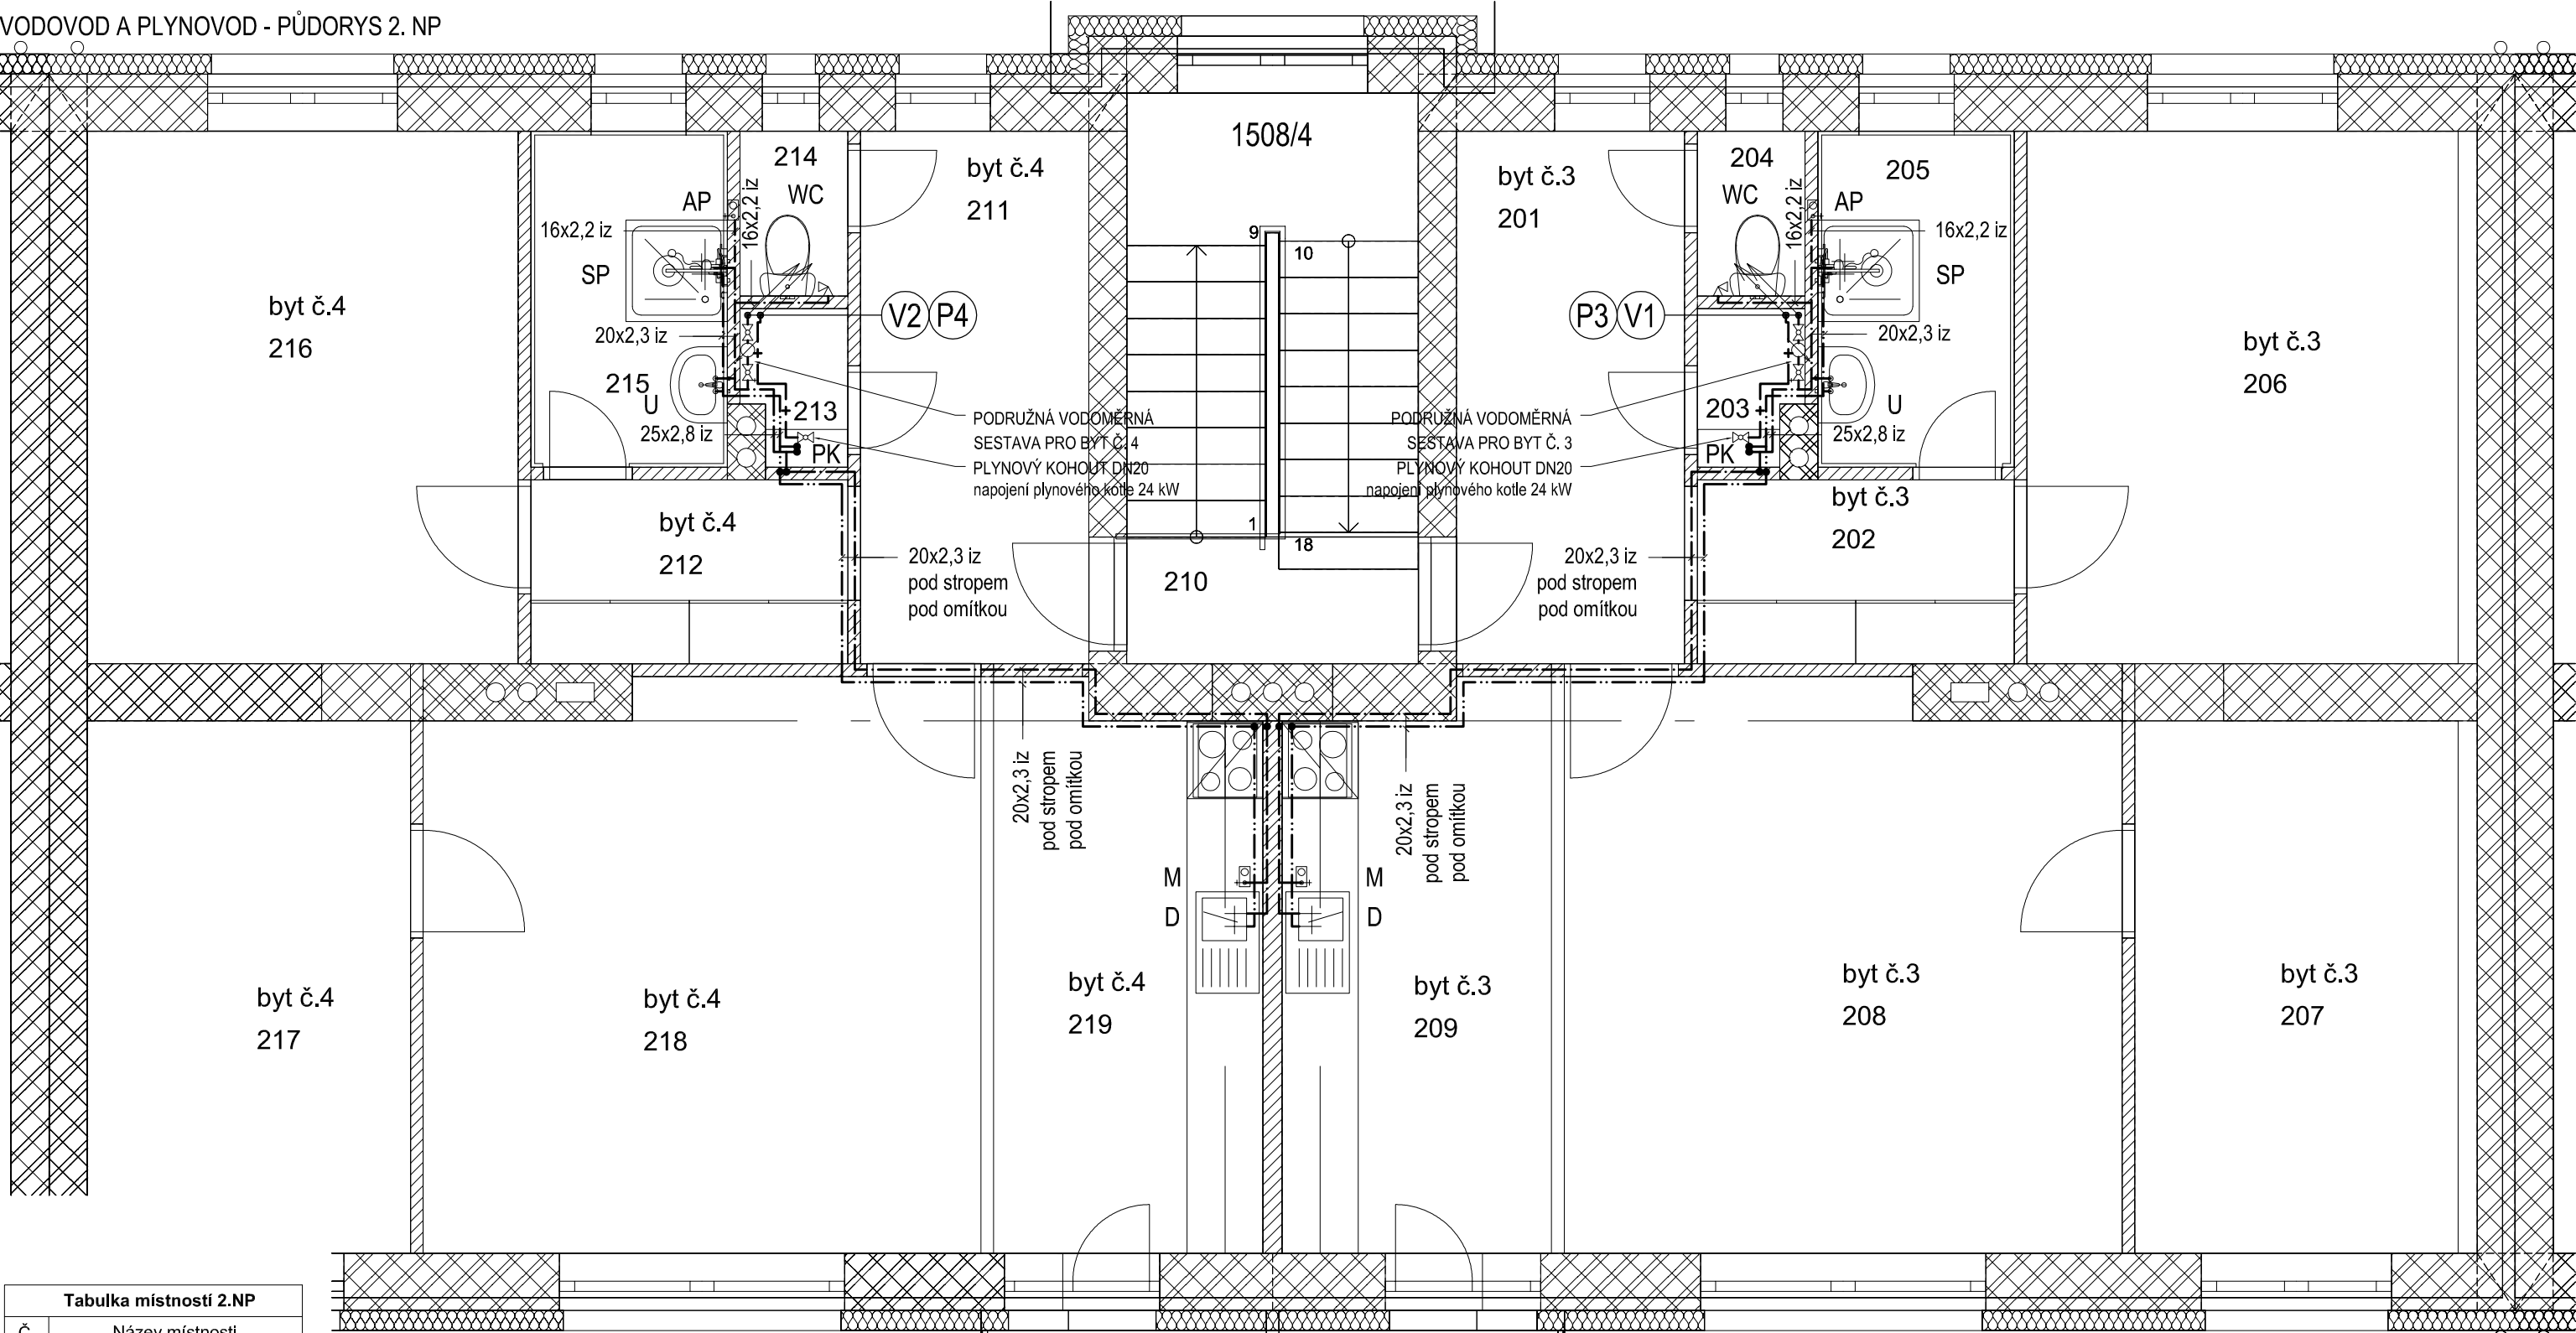 VODOVOD A PLYNOVOD - PŮDORYS 2. NP
1508/4
214
WC
16x2,2 iz
AP
16x2,2 iz
SP
20x2,3 iz
215
U
25x2,8 iz
213
PK
byt č.4
211
V2
P4
PODRUŽNÁ VODOMĚRNÁ
SESTAVA PRO BYT Č. 4
PLYNOVÝ KOHOUT DN20
napojení plynového kotle 24 kW
byt č.4
216
byt č.4
212
20x2,3 iz
pod stropem
pod omítkou
9
10
1
18
210
byt č.3
201
P3
V1
PODRUŽNÁ VODOMĚRNÁ
SESTAVA PRO BYT Č. 3
PLYNOVÝ KOHOUT DN20
napojení plynového kotle 24 kW
204
WC
16x2,2 iz
205
AP
16x2,2 iz
SP
20x2,3 iz
203
U
25x2,8 iz
PK
byt č.3
202
20x2,3 iz
pod stropem
pod omítkou
byt č.3
206
20x2,3 iz
pod stropem
pod omítkou
20x2,3 iz
pod stropem
pod omítkou
M
D
M
D
byt č.4
217
byt č.4
218
byt č.4
219
byt č.3
209
byt č.3
208
byt č.3
207
Tabulka místností 2.NP
Č.
Název místnosti